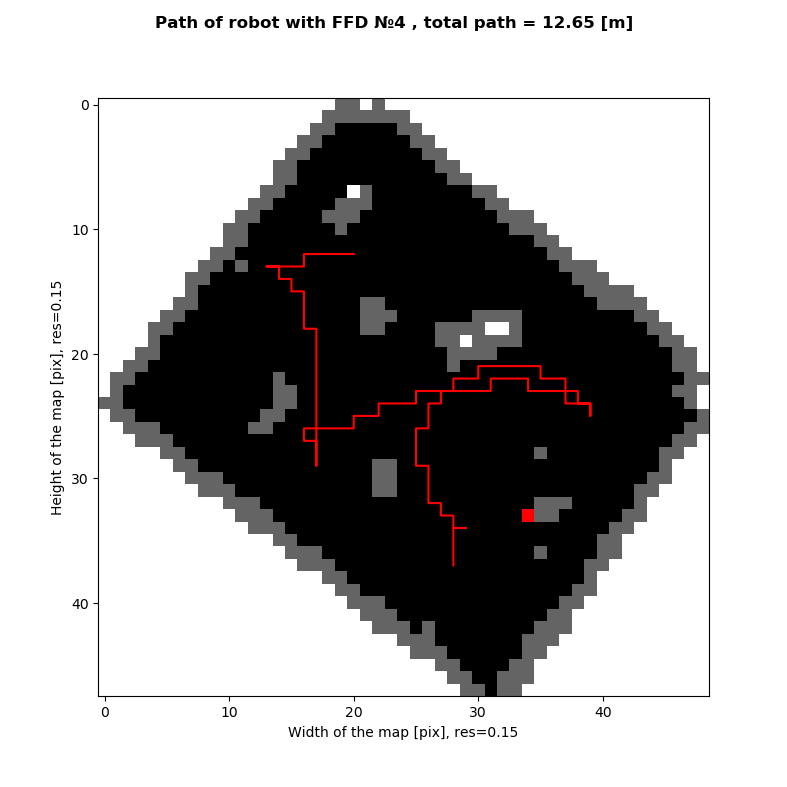 Path of robot with FFD №4 , total path = 12.65 [m]
0
10
20
30
40
Height of the map [pix], res=0.15
0 10 20 30 40
Width of the map [pix], res=0.15